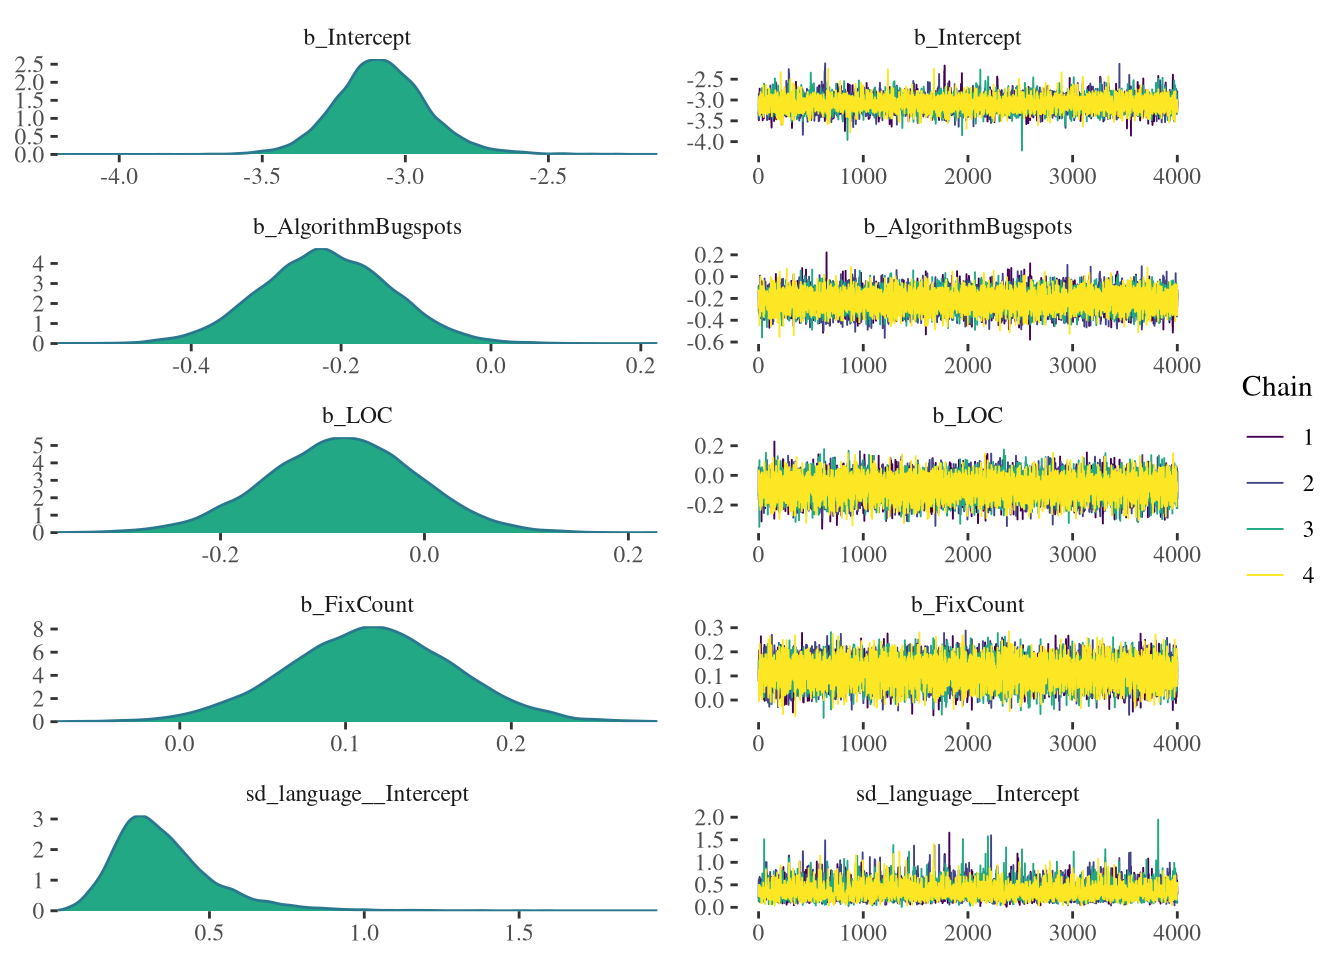 b_Intercept
2.5
2.0
1.5
1.0
0.5
0.0
-4.0 -3.5 -3.0 -2.5
b_Intercept
-2.5
-3.0
-3.5
-4.0
0 1000 2000 3000 4000
b_AlgorithmBugspots
4
3
2
1
0
-0.4 -0.2 0.0 0.2
b_AlgorithmBugspots
0.2
0.0
-0.2
-0.4
-0.6
0 1000 2000 3000 4000
b_LOC
5
4
3
2
1
0
-0.2 0.0 0.2
b_LOC
0.2
0.0
-0.2
0 1000 2000 3000 4000
b_FixCount
8
6
4
2
0
0.0 0.1 0.2
b_FixCount
0.3
0.2
0.1
0.0
0 1000 2000 3000 4000
sd_language__Intercept
3
2
1
0
0.5 1.0 1.5
sd_language__Intercept
2.0
1.5
1.0
0.5
0.0
0 1000 2000 3000 4000
Chain
1
2
3
4